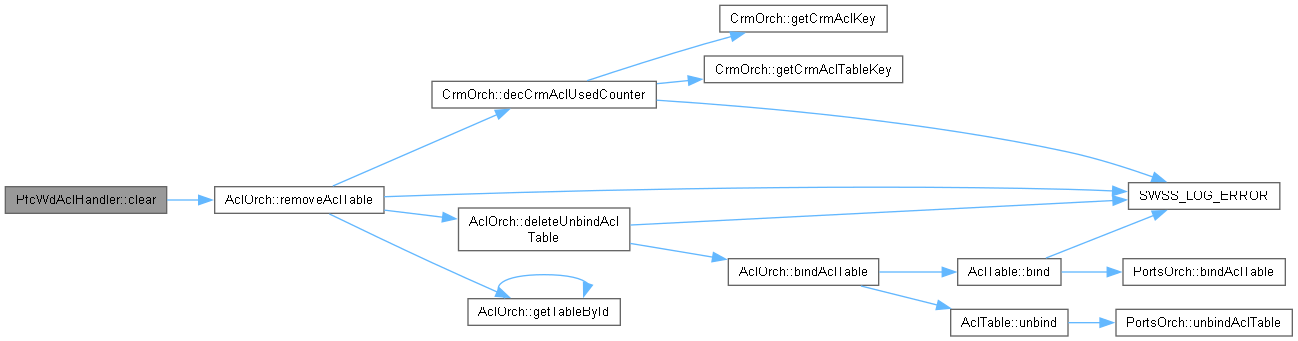 CrmOrch::getCrmAclKey
CrmOrch::getCrmAclTableKey
CrmOrch::decCrmAclUsedCounter
PfcWdAclHandler::clear
AclOrch::removeAclTable
SWSS_LOG_ERROR
AclOrch::deleteUnbindAcl
Table
AclOrch::bindAclTable
AclTable::bind
PortsOrch::bindAclTable
AclOrch::getTableById
AclTable::unbind
PortsOrch::unbindAclTable